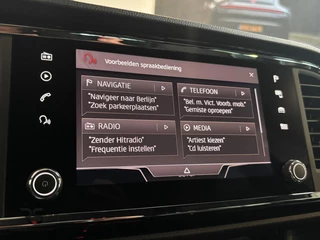 Voorbeelden spraakbediening
NAVIGATIE
"Navigeer naar Berlijn"
"Zoek parkeerplaatsen"
TELEFOON
"Bel. m. Vict. Voorb. mob."
"Gemiste oproepen"
RADIO
"Zender Hitradio"
"Frequentie instellen"
MEDIA
"Artiest kiezen"
"Cd luisteren"